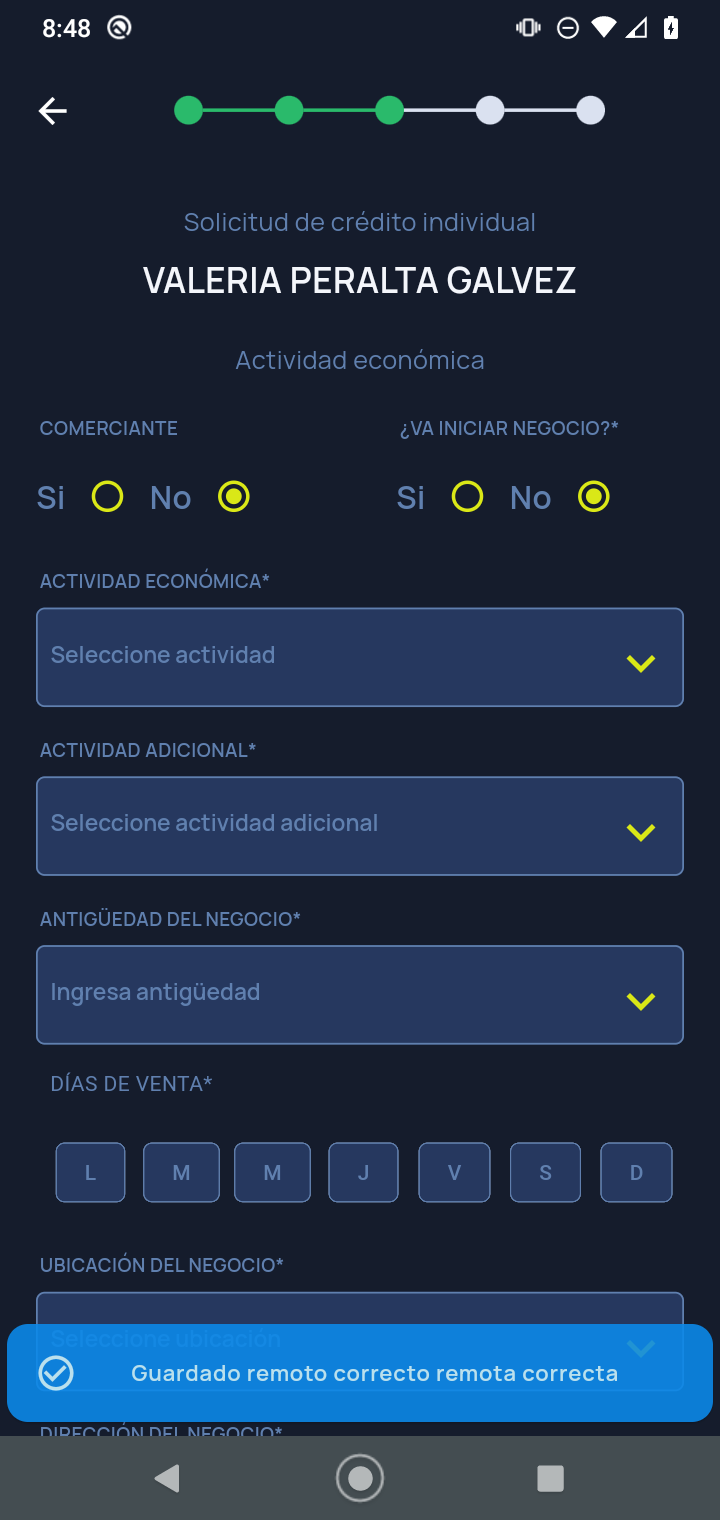 8:48
Solicitud de crédito individual
VALERIA PERALTA GALVEZ
Actividad económica
COMERCIANTE ¿VA INICIAR NEGOCIO?*
Si No Si No
ACTIVIDAD ECONÓMICA*
Seleccione actividad
ACTIVIDAD ADICIONAL*
Seleccione actividad adicional
ANTIGÜEDAD DEL NEGOCIO*
Ingresa antigüedad
DÍAS DE VENTA*
L M M J V S D
UBICACIÓN DEL NEGOCIO*
Seleccione ubicación
Guardado remoto correcto remota correcta
DIRECCIÓN DEL NEGOCIO*